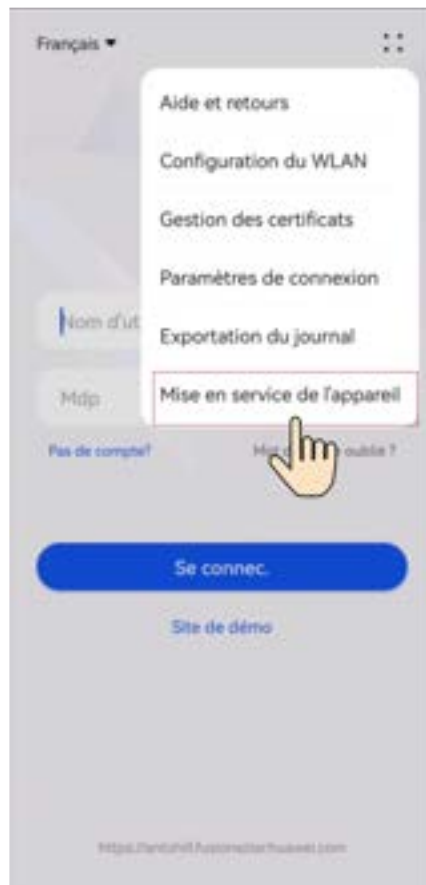 Français
Aide et retours
Configuration du WLAN
Gestion des certificats
Paramètres de connexion
Nom d'ut
Exportation du journal
Mdp
Mise en service de l'appareil
Pas de compte?
oublié ?
Se connec.
Site de démo